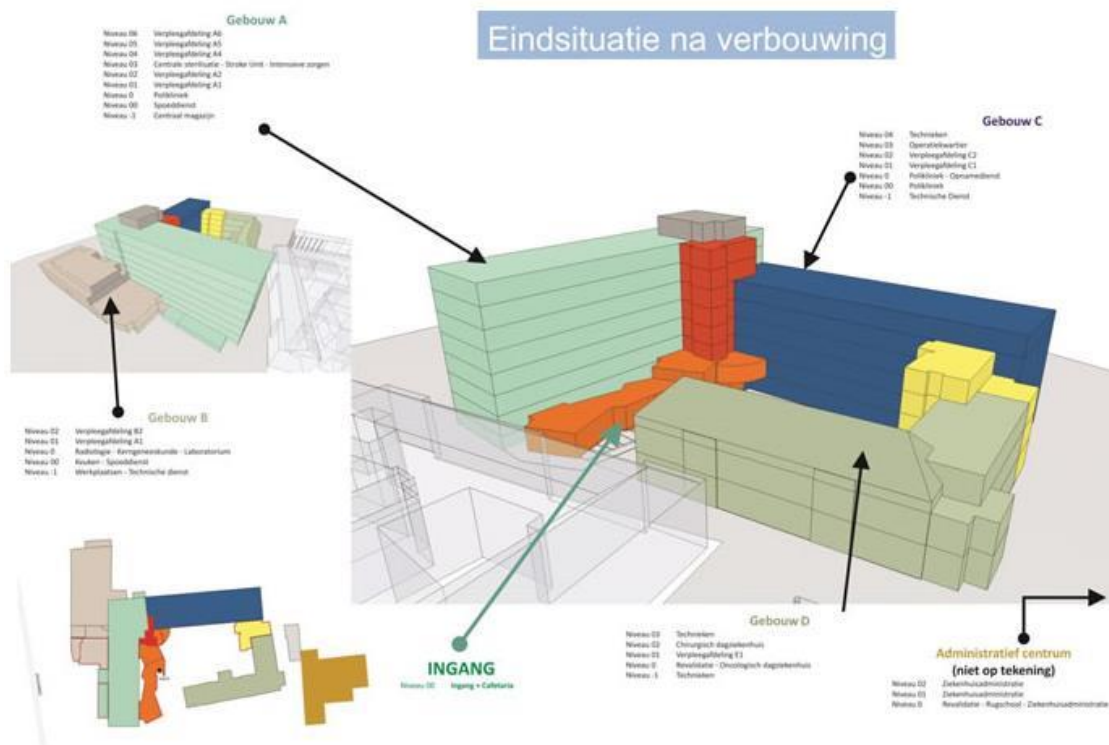 Eindsituatie na verbouwing
Gebouw A
Niveau 06 Verpleegafdeling A6
Niveau 05 Verpleegafdeling A5
Niveau 04 Verpleegafdeling A4
Niveau 03 Centrale sterilisatie - Stroke Unit - Intensieve zorgen
Niveau 02 Verpleegafdeling A2
Niveau 01 Verpleegafdeling A1
Niveau 0 Polikliniek
Niveau 00 Spoeddienst
Niveau -1 Centraal magazijn
Gebouw C
Niveau 04 Technieken
Niveau 03 Operatiekwartier
Niveau 02 Verpleegafdeling C2
Niveau 01 Verpleegafdeling C1
Niveau 0 Polikliniek - Opnamedienst
Niveau 00 Polikliniek
Niveau -1 Technische Dienst
Gebouw B
Niveau 02 Verpleegafdeling B2
Niveau 01 Verpleegafdeling A1
Niveau 0 Radiologie - Kerngeneeskunde - Laboratorium
Niveau 00 Keuken - Spoeddienst
Niveau -1 Werkplaatsen - Technische dienst
INGANG
Niveau 00 Ingang + Cafetaria
Gebouw D
Niveau 03 Technieken
Niveau 02 Chirurgisch dagziekenhuis
Niveau 01 Verpleegafdeling E1
Niveau 0 Revalidatie - Oncologisch dagziekenhuis
Niveau -1 Technieken
Administratief centrum
(niet op tekening)
Niveau 02 Ziekenhuisadministratie
Niveau 01 Ziekenhuisadministratie
Niveau 0 Revalidatie - Rugschool - Ziekenhuisadministratie